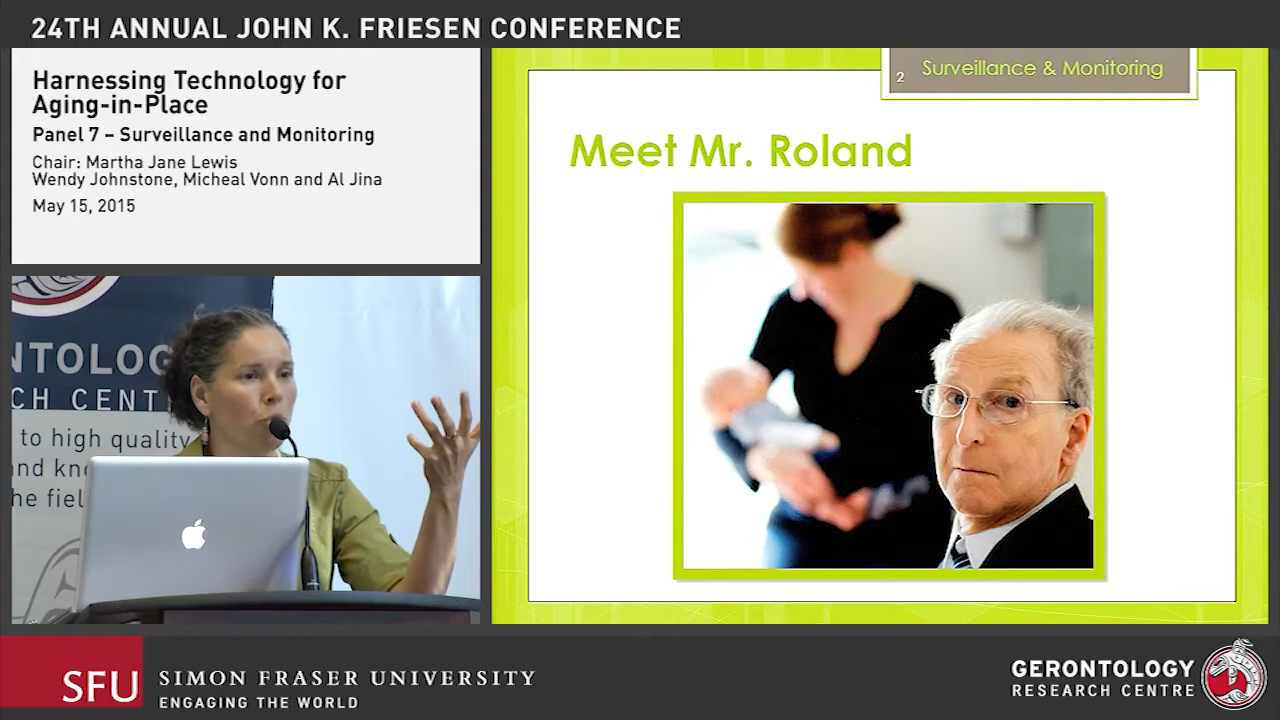 24TH ANNUAL JOHN K. FRIESEN CONFERENCE
Harnessing Technology for
Aging-in-Place
Panel 7 – Surveillance and Monitoring
Chair: Martha Jane Lewis
Wendy Johnstone, Micheal Vonn and Al Jina
May 15, 2015
2 Surveillance & Monitoring
Meet Mr. Roland
NTOLOG
CH CENT
to high quality
nd kn
he fiel
SFU SIMON FRASER UNIVERSITY
ENGAGING THE WORLD
GERONTOLOGY
RESEARCH CENTRE